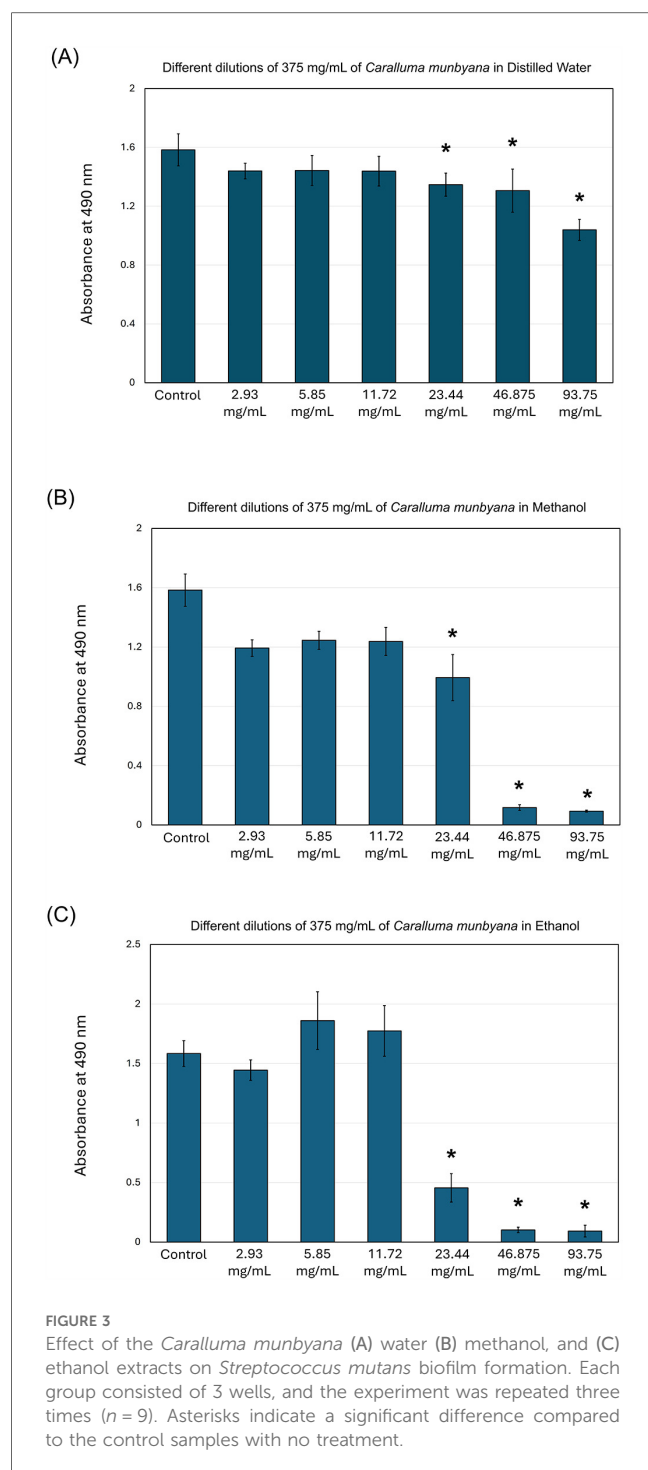 (A)
Different dilutions of 375 mg/mL of Caralluma munbyana in Distilled Water
2
1.6
1.2
0.8
0.4
0
Absorbance at 490 nm
*
*
*
Control
2.93 mg/mL
5.85 mg/mL
11.72 mg/mL
23.44 mg/mL
46.875 mg/mL
93.75 mg/mL
(B)
Different dilutions of 375 mg/mL of Caralluma munbyana in Methanol
2
1.6
1.2
0.8
0.4
0
Absorbance at 490 nm
*
*
*
Control
2.93 mg/mL
5.85 mg/mL
11.72 mg/mL
23.44 mg/mL
46.875 mg/mL
93.75 mg/mL
(C)
Different dilutions of 375 mg/mL of Caralluma munbyana in Ethanol
2.5
2
1.5
1
0.5
0
Absorbance at 490 nm
*
*
*
Control
2.93 mg/mL
5.85 mg/mL
11.72 mg/mL
23.44 mg/mL
46.875 mg/mL
93.75 mg/mL
FIGURE 3
Effect of the Caralluma munbyana (A) water (B) methanol, and (C)
ethanol extracts on Streptococcus mutans biofilm formation. Each
group consisted of 3 wells, and the experiment was repeated three
times (n = 9). Asterisks indicate a significant difference compared
to the control samples with no treatment.